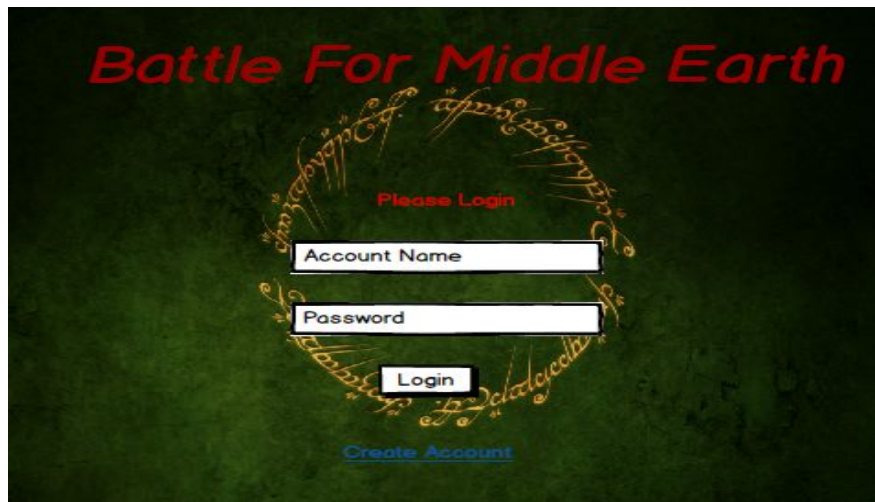 Battle For Middle Earth
Please Login
Account Name
Password
Login
Create Account